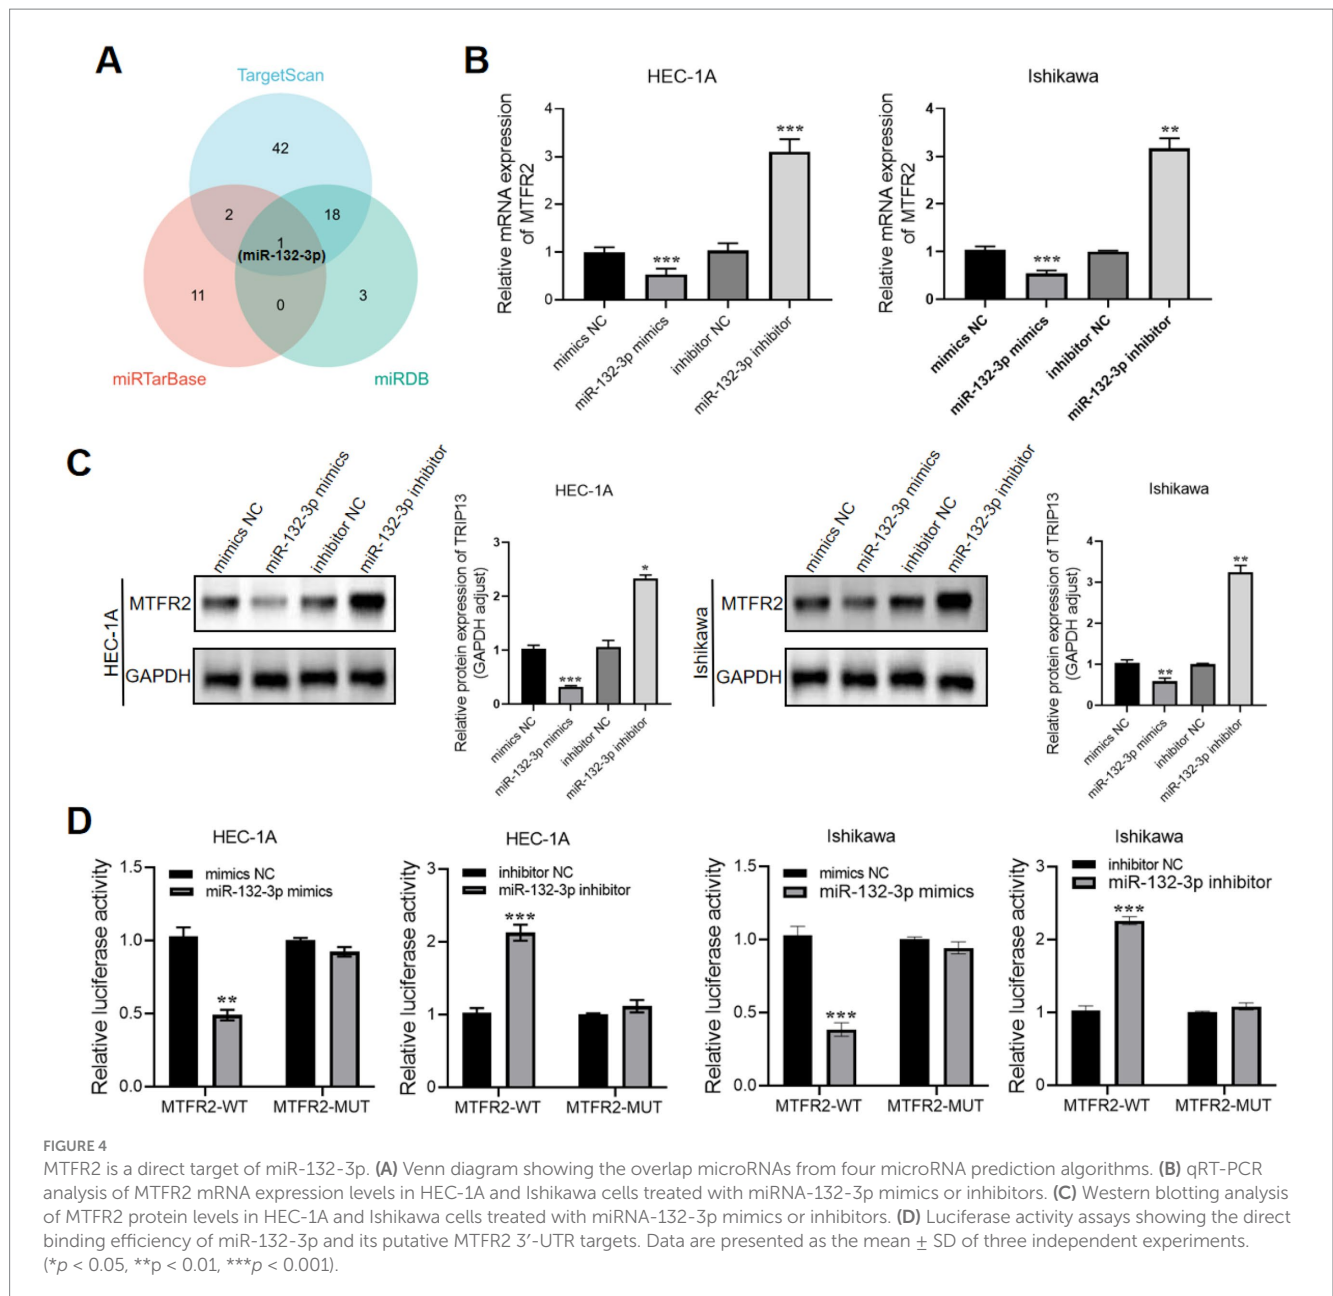 A
TargetScan
42
2
18
1
(miR-132-3p)
11
0
3
miRTarBase
miRDB
B
HEC-1A
Relative mRNA expression
of MTFR2
4
3
2
1
0
***
***
mimics NC
miR-132-3p mimics
inhibitor NC
miR-132-3p inhibitor
Ishikawa
Relative mRNA expression
of MTFR2
4
3
2
1
0
***
**
mimics NC
miR-132-3p mimics
inhibitor NC
miR-132-3p inhibitor
C
mimics NC
miR-132-3p mimics
inhibitor NC
miR-132-3p inhibitor
HEC-1A
MTFR2
GAPDH
HEC-1A
Relative protein expression of TRIP13
(GAPDH adjust)
3
2
1
0
***
*
mimics NC
miR-132-3p mimics
inhibitor NC
miR-132-3p inhibitor
mimics NC
miR-132-3p mimics
inhibitor NC
miR-132-3p inhibitor
Ishikawa
MTFR2
GAPDH
Ishikawa
Relative protein expression of TRIP13
(GAPDH adjust)
4
3
2
1
0
**
**
mimics NC
miR-132-3p mimics
inhibitor NC
miR-132-3p inhibitor
D
HEC-1A
Relative luciferase activity
1.5
1.0
0.5
0.0
mimics NC
miR-132-3p mimics
**
MTFR2-WT MTFR2-MUT
HEC-1A
Relative luciferase activity
3
2
1
0
inhibitor NC
miR-132-3p inhibitor
***
MTFR2-WT MTFR2-MUT
Ishikawa
Relative luciferase activity
1.5
1.0
0.5
0.0
mimics NC
miR-132-3p mimics
***
MTFR2-WT MTFR2-MUT
Ishikawa
Relative luciferase activity
3
2
1
0
inhibitor NC
miR-132-3p inhibitor
***
MTFR2-WT MTFR2-MUT
FIGURE 4
MTFR2 is a direct target of miR-132-3p. (A) Venn diagram showing the overlap microRNAs from four microRNA prediction algorithms. (B) qRT-PCR
analysis of MTFR2 mRNA expression levels in HEC-1A and Ishikawa cells treated with miRNA-132-3p mimics or inhibitors. (C) Western blotting analysis
of MTFR2 protein levels in HEC-1A and Ishikawa cells treated with miRNA-132-3p mimics or inhibitors. (D) Luciferase activity assays showing the direct
binding efficiency of miR-132-3p and its putative MTFR2 3′-UTR targets. Data are presented as the mean ± SD of three independent experiments.
(*p < 0.05, **p < 0.01, ***p < 0.001).